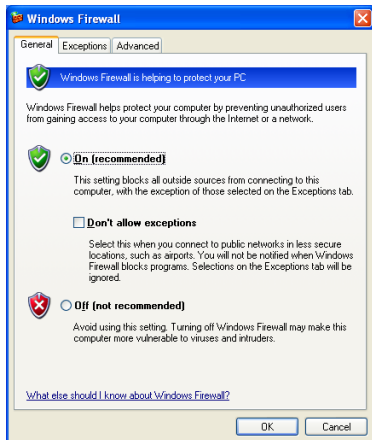 Windows Firewall
General Exceptions Advanced
Windows Firewall is helping to protect your PC
Windows Firewall helps protect your computer by preventing unauthorized users
from gaining access to your computer through the Internet or a network.
On (recommended)
This setting blocks all outside sources from connecting to this
computer, with the exception of those selected on the Exceptions tab.
Don't allow exceptions
Select this when you connect to public networks in less secure
locations, such as airports. You will not be notified when Windows
Firewall blocks programs. Selections on the Exceptions tab will be
ignored.
Off (not recommended)
Avoid using this setting. Turning off Windows Firewall may make this
computer more vulnerable to viruses and intruders.
What else should I know about Windows Firewall?
OK Cancel